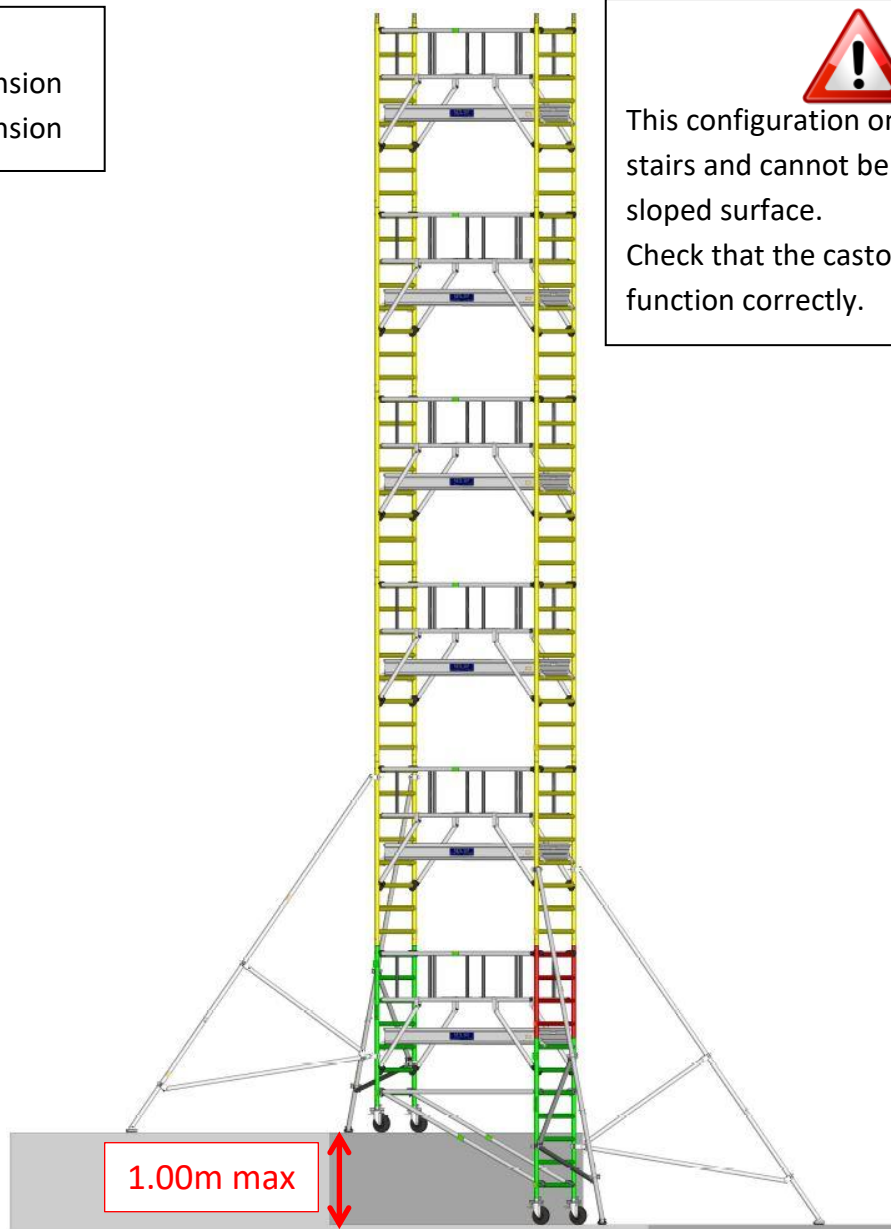 nsion
nsion
This configuration
stairs and cannot be
sloped surface.
Check that the casto
function correctly.
1.00m max